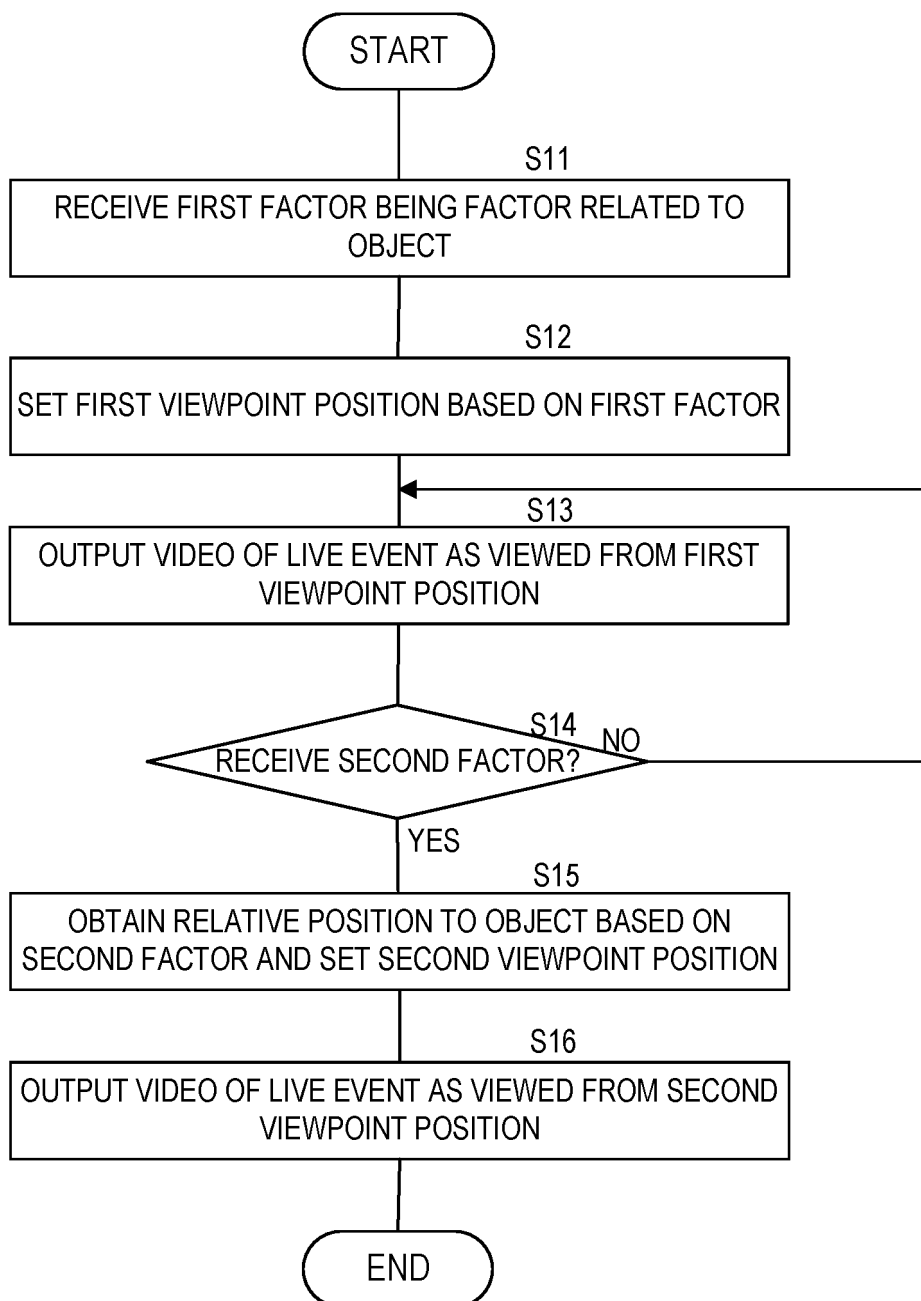 START
S11
RECEIVE FIRST FACTOR BEING FACTOR RELATED TO
OBJECT
S12
SET FIRST VIEWPOINT POSITION BASED ON FIRST FACTOR
S13
OUTPUT VIDEO OF LIVE EVENT AS VIEWED FROM FIRST
VIEWPOINT POSITION
S14
RECEIVE SECOND FACTOR?
NO
YES
S15
OBTAIN RELATIVE POSITION TO OBJECT BASED ON
SECOND FACTOR AND SET SECOND VIEWPOINT POSITION
S16
OUTPUT VIDEO OF LIVE EVENT AS VIEWED FROM SECOND
VIEWPOINT POSITION
END